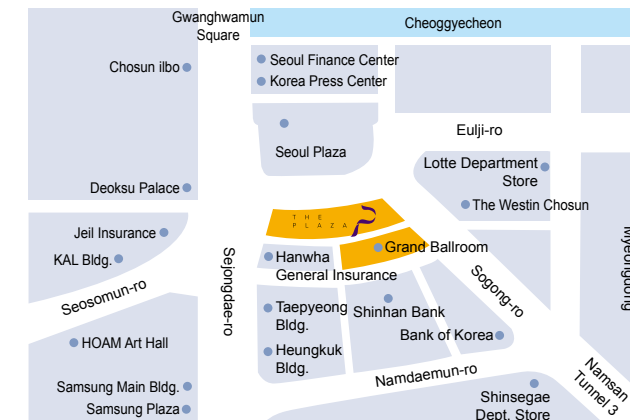 Gwanghwamun
Square
Cheoggyecheon
Chosun ilbo
Seoul Finance Center
Korea Press Center
Seoul Plaza
Eulji-ro
Lotte Department
Store
The Westin Chosun
Deoksu Palace
THE
PLAZA
Jeil Insurance
KAL Bldg.
Seosomun-ro
Sejongdae-ro
Hanwha
General Insurance
Grand Ballroom
Sogong-ro
Myeongdong
Taepyeong
Bldg.
Shinhan Bank
Heungkuk
Bldg.
Bank of Korea
HOAM Art Hall
Namdaemun-ro
Namsan
Tunnel 3
Samsung Main Bldg.
Samsung Plaza
Shinsegae
Dept. Store